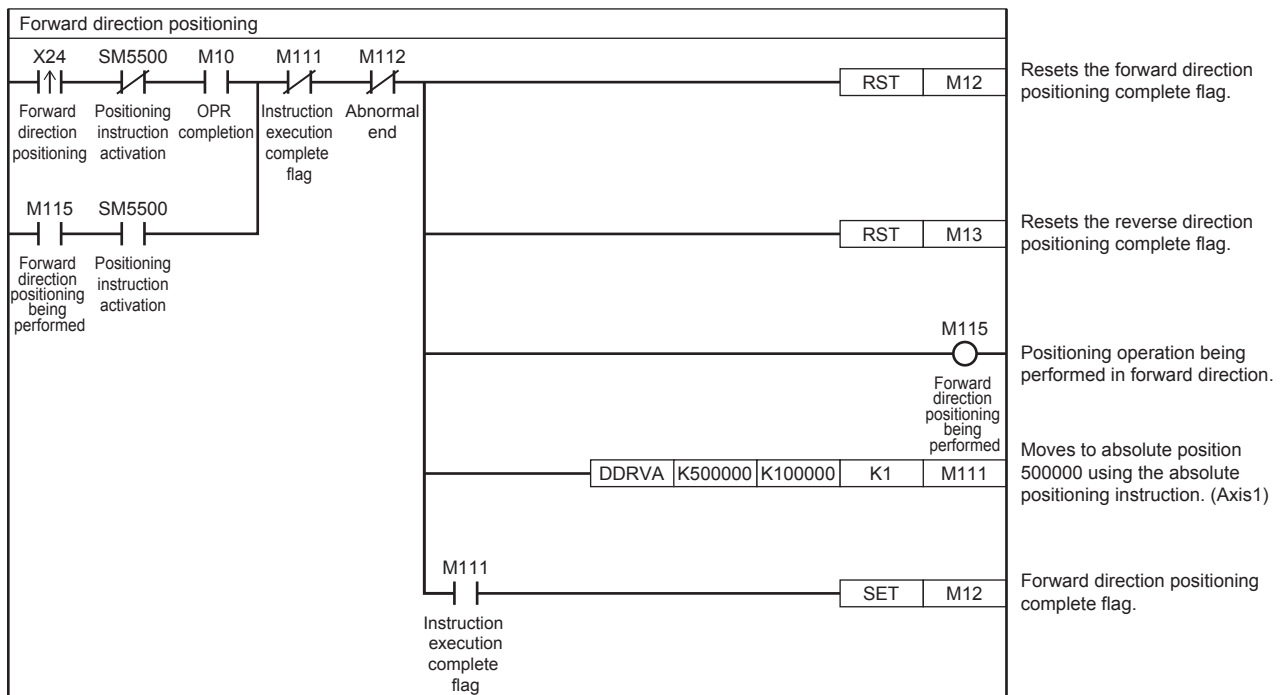 Forward direction positioning
X24 SM5500 M10 M111 M112
Forward direction positioning
Positioning instruction activation
OPR completion
Instruction execution complete flag
Abnormal end
RST M12
Resets the forward direction
positioning complete flag.
M115 SM5500
Forward direction positioning being performed
Positioning instruction activation
RST M13
Resets the reverse direction
positioning complete flag.
M115
Forward
direction
positioning
being
performed
Positioning operation being
performed in forward direction.
DDRVA K500000 K100000 K1 M111
Moves to absolute position
500000 using the absolute
positioning instruction. (Axis1)
M111
Instruction
execution
complete
flag
SET M12
Forward direction positioning
complete flag.